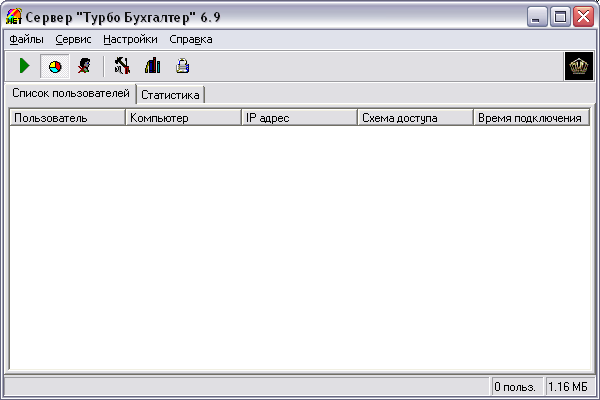 .NET Сервер "Турбо Бухгалтер" 6.9
Файлы Сервис Настройки Справка
Список пользователей Статистика
Пользователь Компьютер IP адрес Схема доступа Время подключения
0 польз. 1.16 МБ